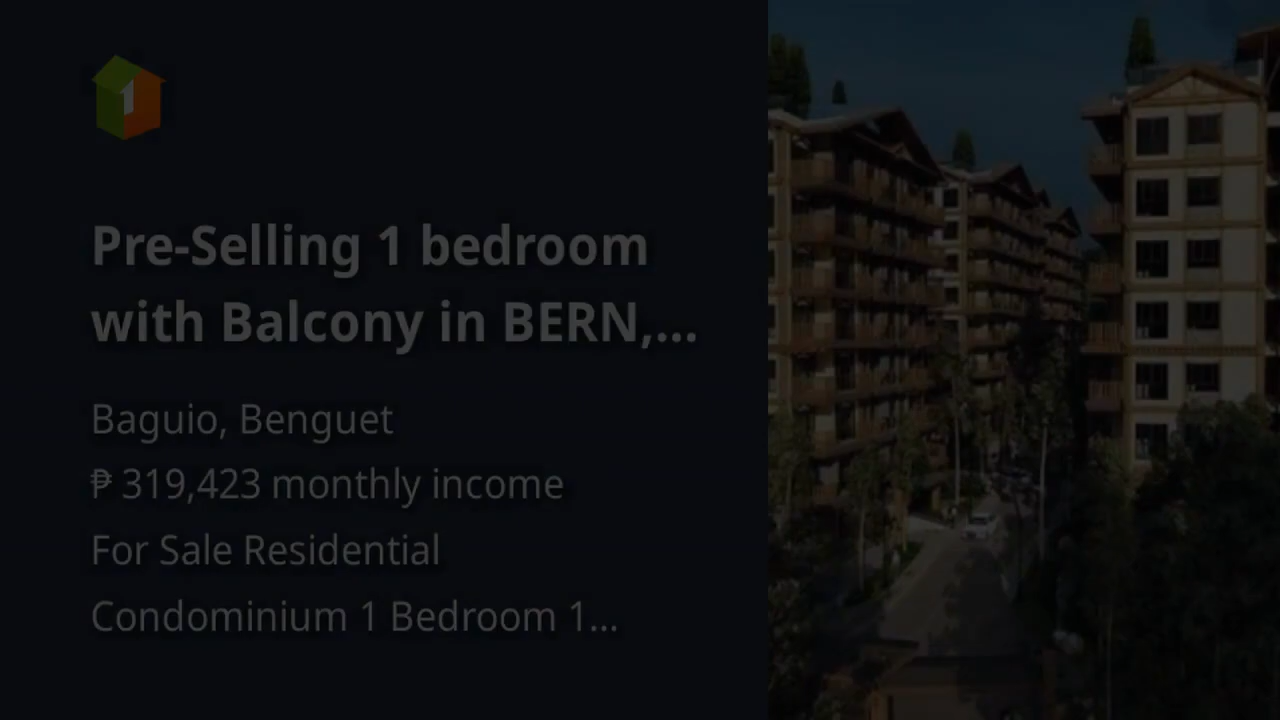 Pre-Selling 1 bedroom
with Balcony in BERN,...
Baguio, Benguet
₱ 319,423 monthly income
For Sale Residential
Condominium 1 Bedroom 1...